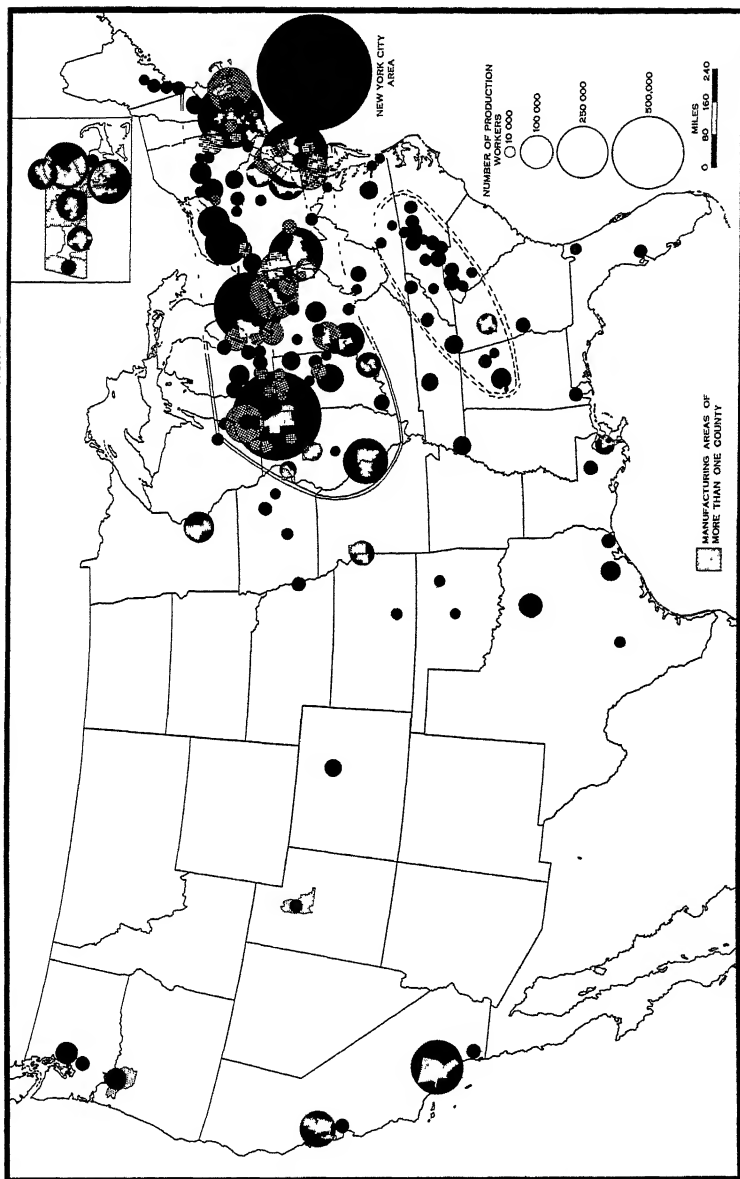 NEW YORK CITY
AREA
NUMBER OF PRODUCTION
WORKERS
10 000
100 000
250 000
500,000
MILES
0 80 160 240
MANUFACTURING AREAS OF
MORE THAN ONE COUNTY